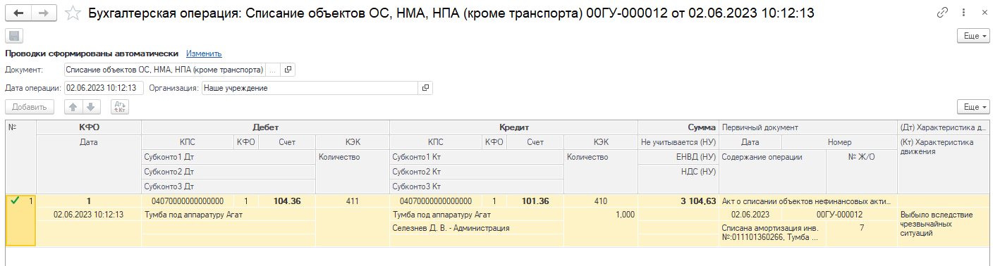 Бухгалтерская операция: Списание объектов ОС, НМА, НПА (кроме транспорта) 00ГУ-000012 от 02.06.2023 10:12:13
Еще
Проводки сформированы автоматически Изменить
Документ: Списание объектов ОС, НМА, НПА (кроме транспорта) ...
Дата операции: 02.06.2023 10:12:13 Организация: Наше учреждение
Добавить Дт Кт Еще
№ КФО Дебет Кредит Сумма Первичный документ (Дт) Характеристика д...
Дата КПС КФО Счет КЭК КПС КФО Счет КЭК Не учитывается (НУ) Дата Номер (Кт) Характеристика движения
Субконто1 Дт Количество Субконто1 Кт Количество ЕНВД (НУ) Содержание операции № Ж/О
Субконто2 Дт Субконто2 Кт НДС (НУ)
Субконто3 Дт Субконто3 Кт
1 1 04070000000000000 1 104.36 411 04070000000000000 1 101.36 410 3 104,63 Акт о списании объектов нефинансовых акти...
02.06.2023 10:12:13 Тумба под аппаратуру Агат Тумба под аппаратуру Агат 1,000 02.06.2023 00ГУ-000012 Выбыло вследствие
Селезнев Д. В. - Администрация Списана амортизация инв. 7 чрезвычайных
№:011101360266, Тумба ... ситуаций